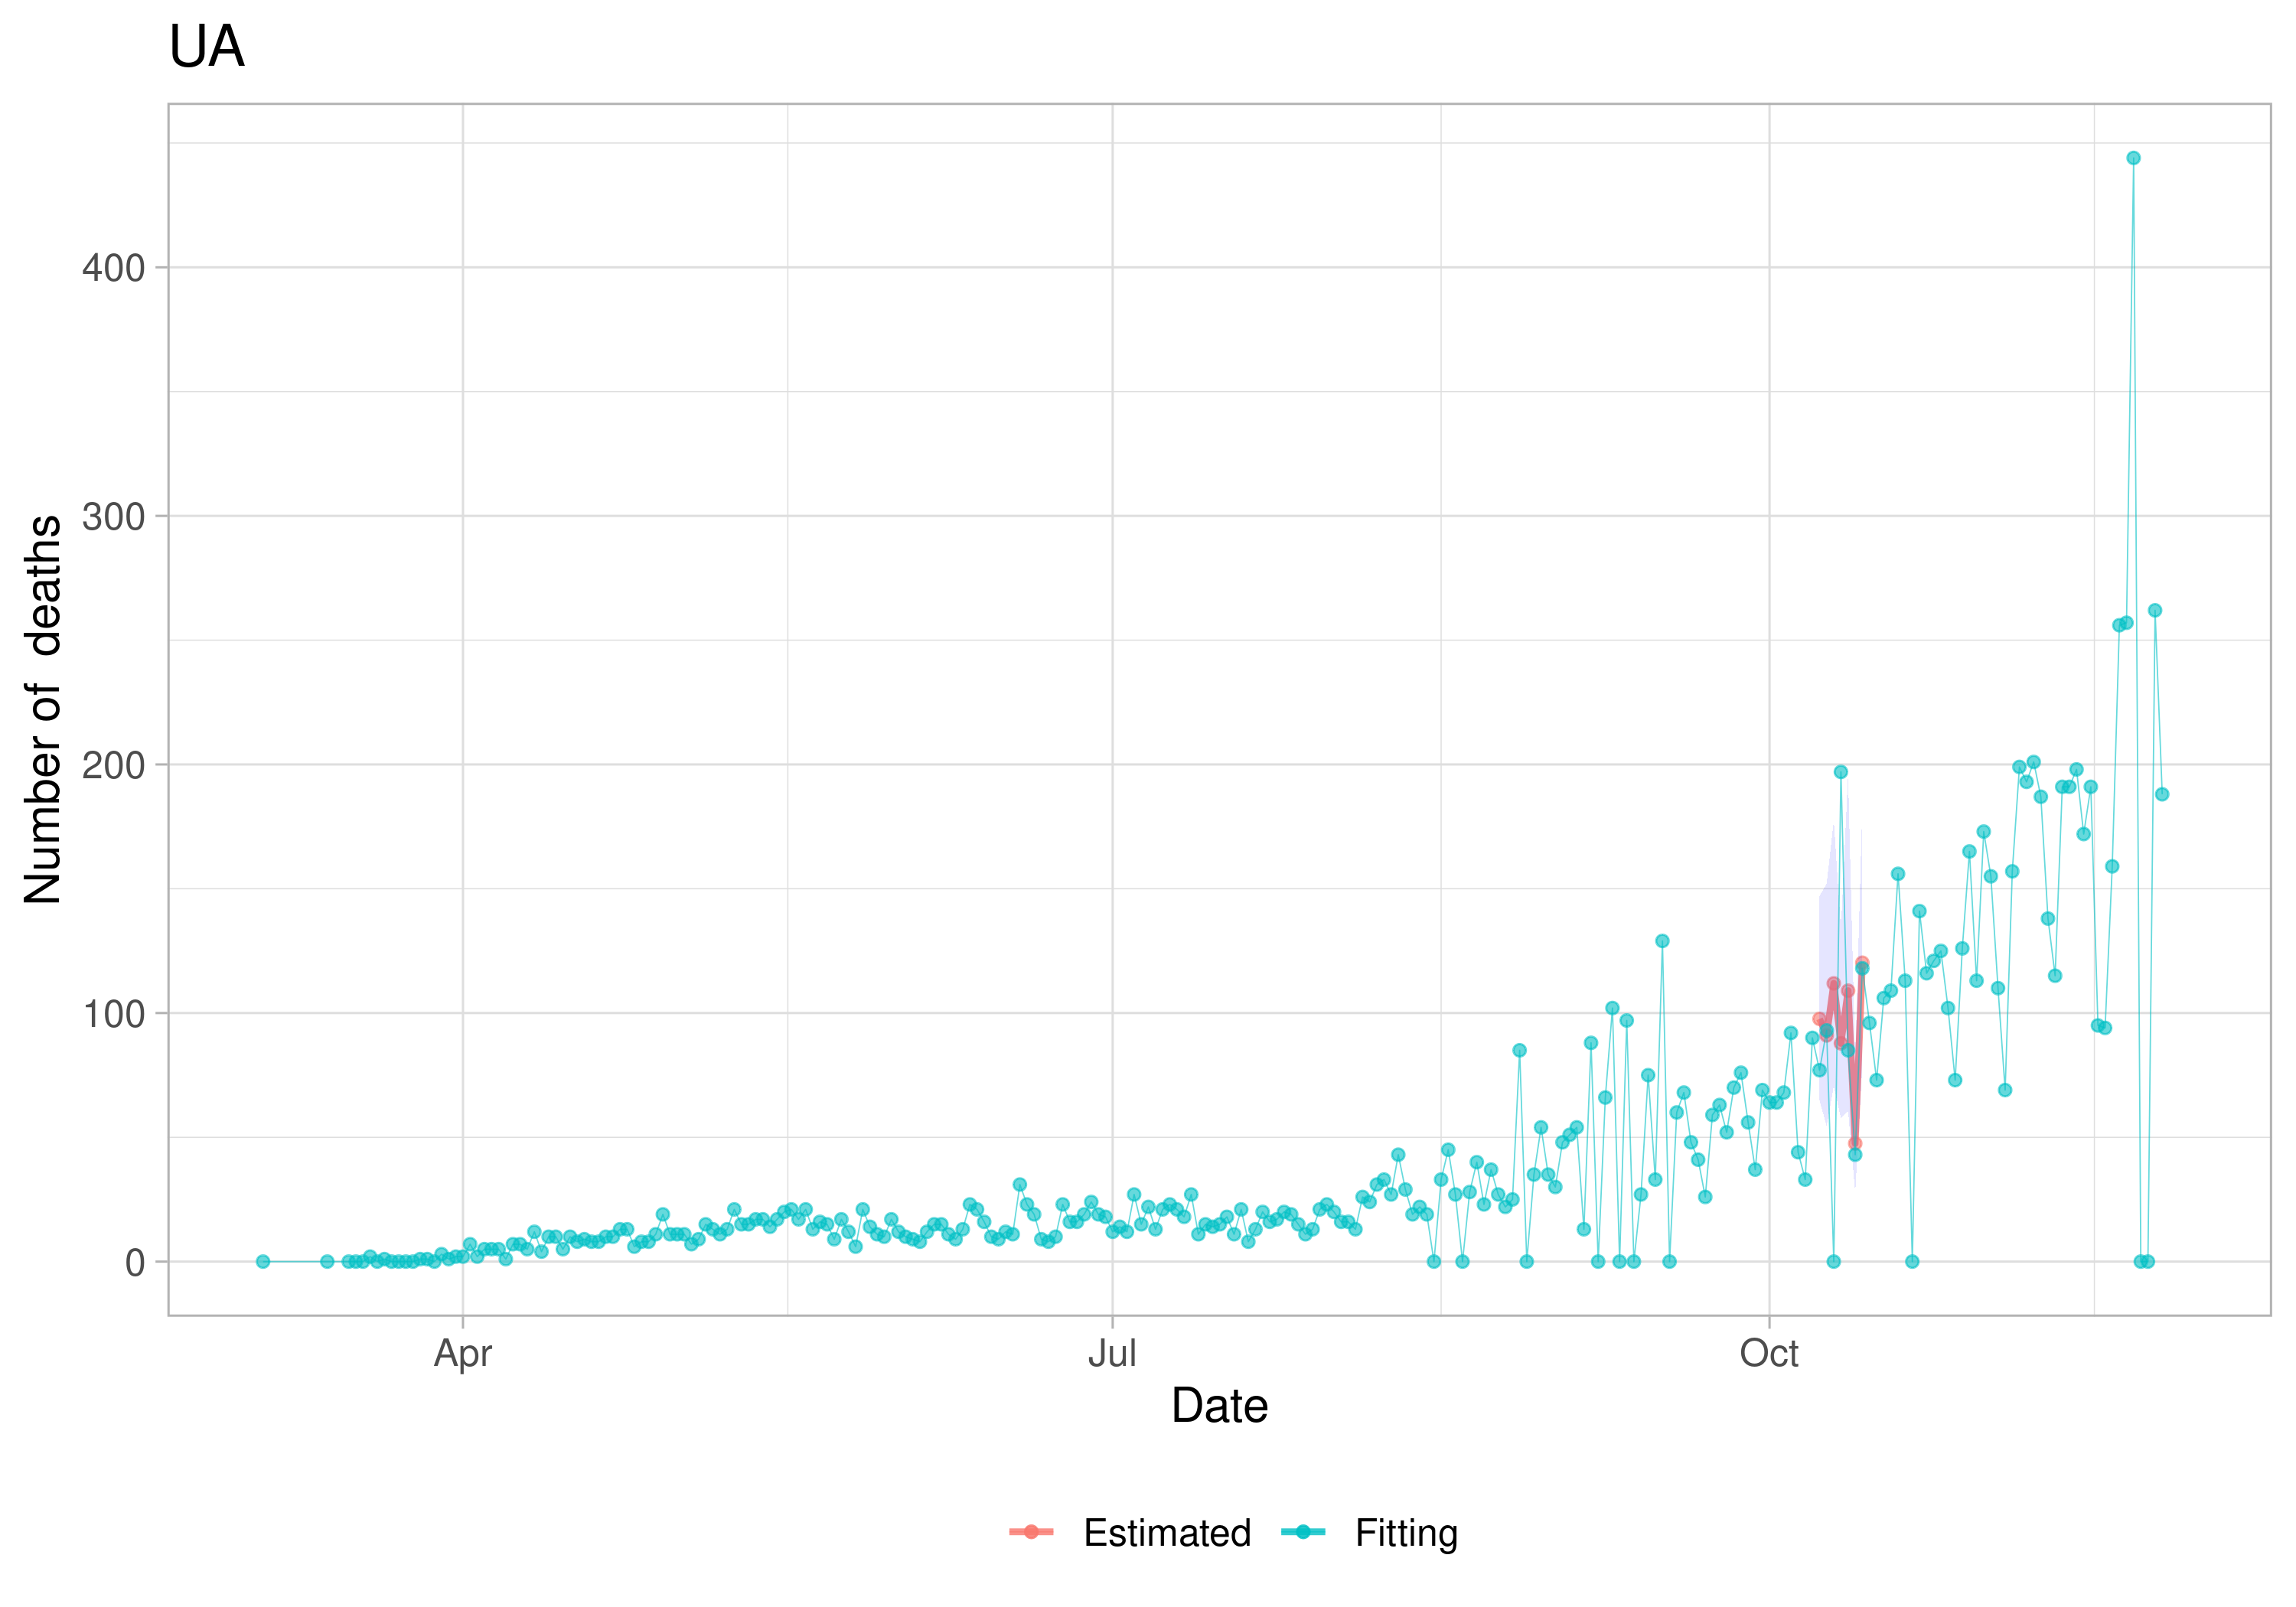 UA
400
300
200
100
0
Number of  deaths
Apr
Jul
Oct
Date
Estimated
Fitting